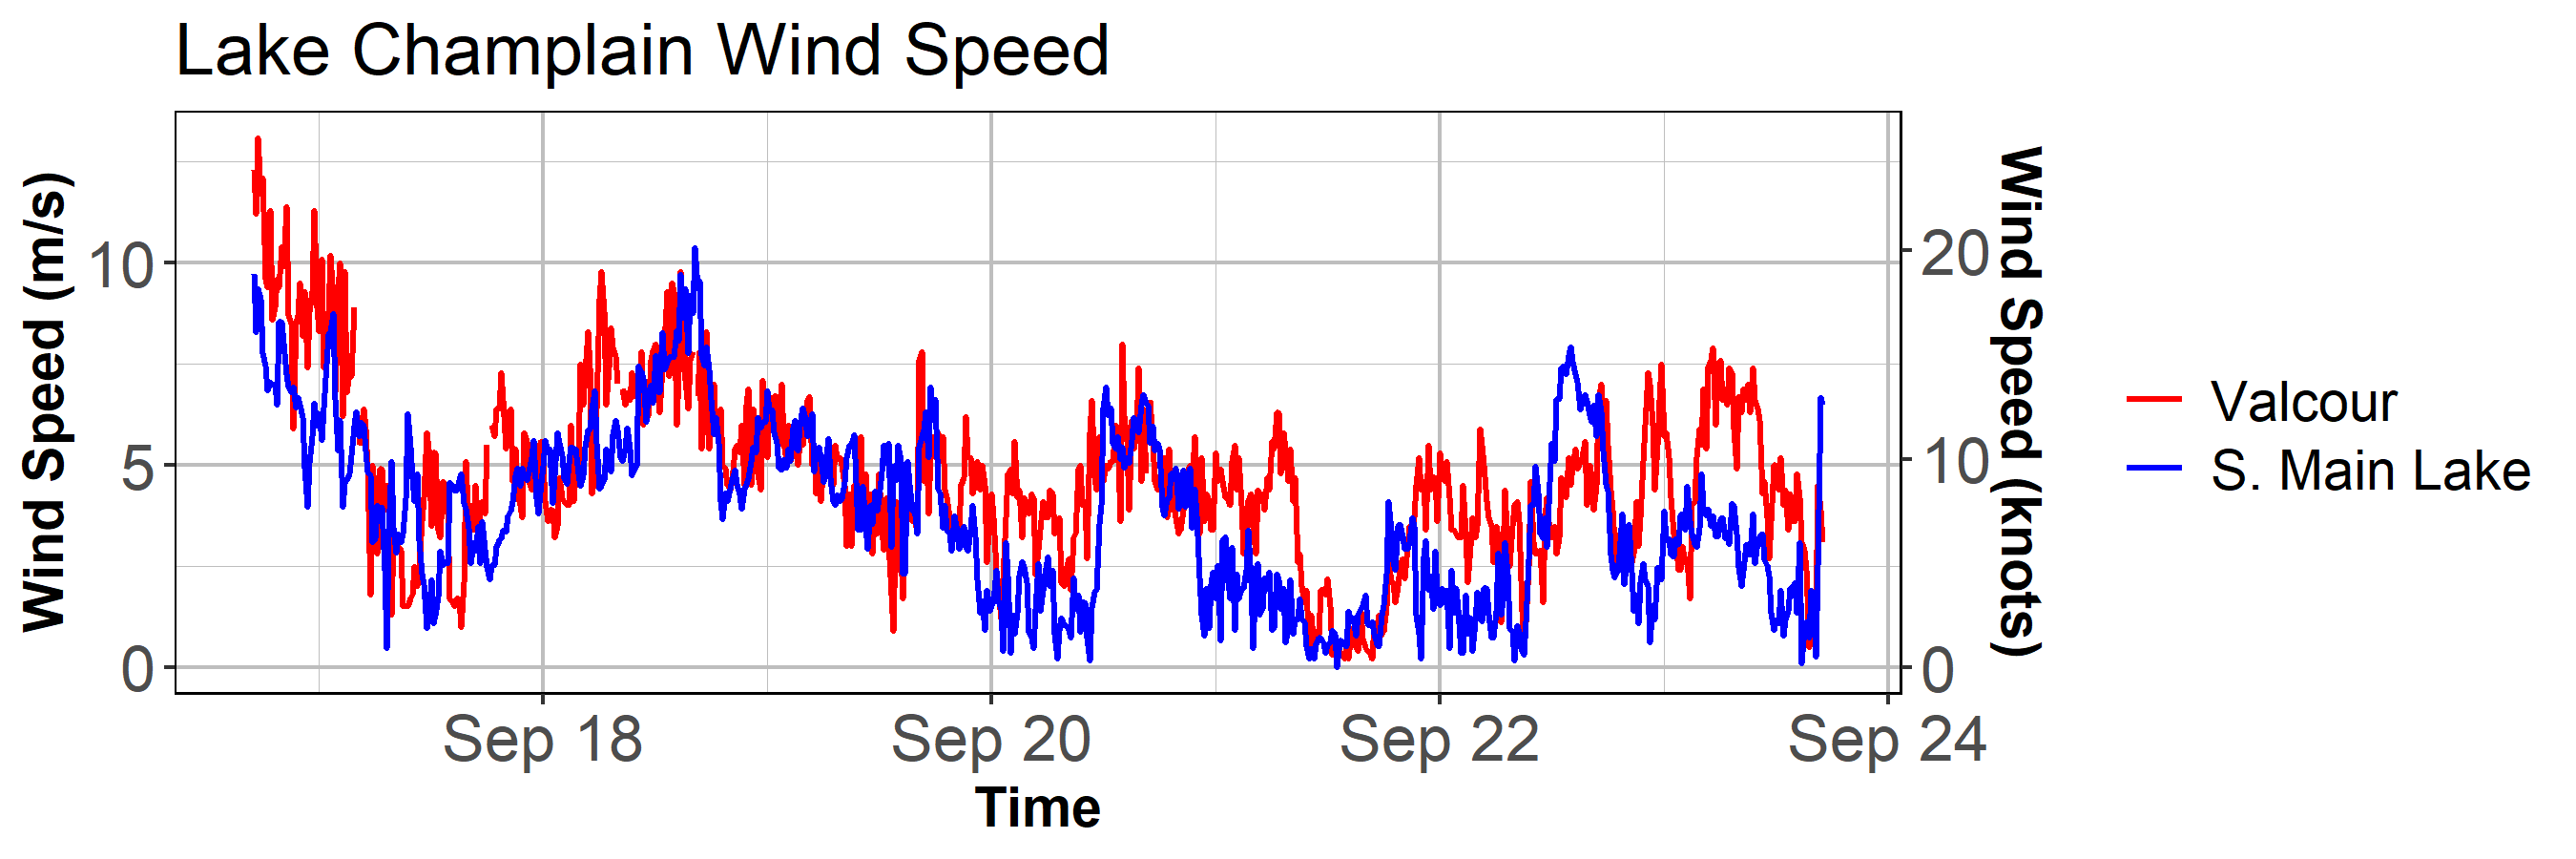 Lake Champlain Wind Speed
Wind Speed (m/s)
10
5
0
20
10
0
Wind Speed (knots)
Sep 18
Sep 20
Sep 22
Sep 24
Time
Valcour
S. Main Lake